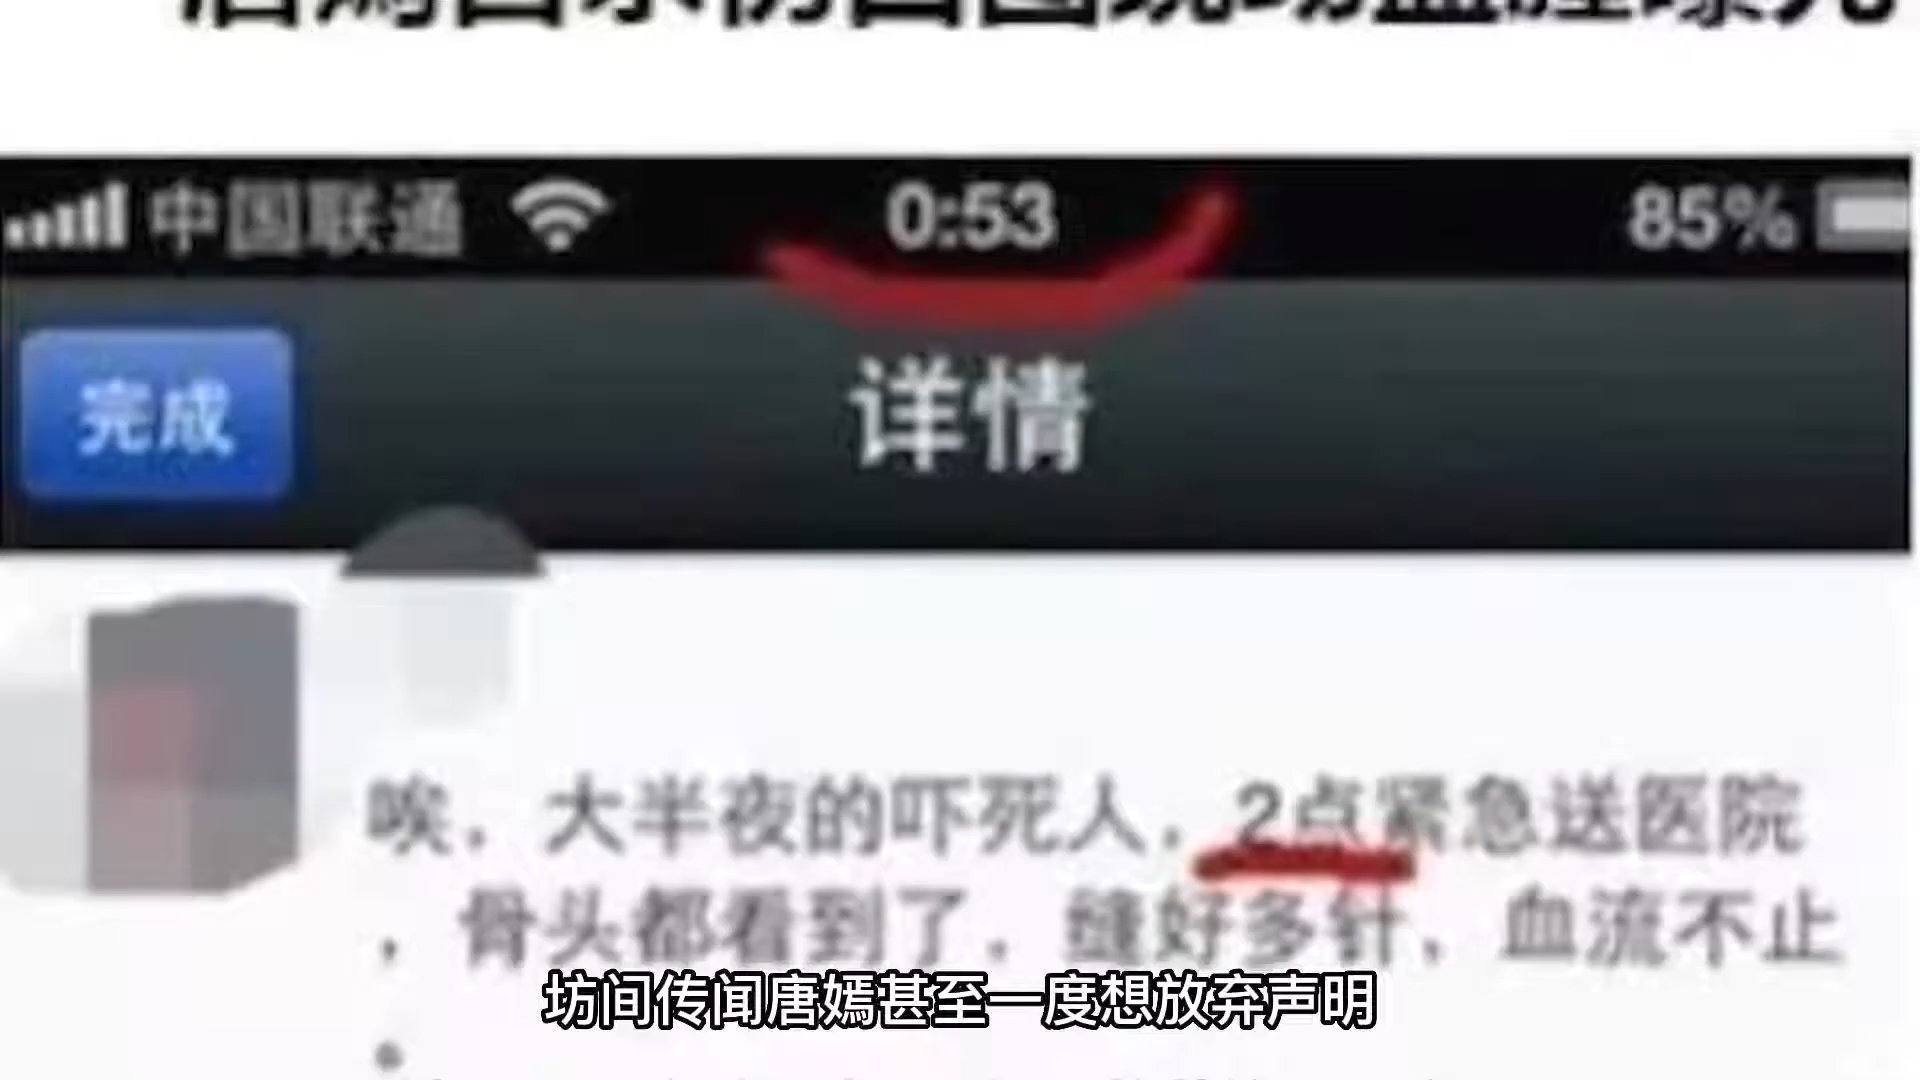 中国联通 0:53 85%
完成 详情
唉，大半夜的吓死人，2点紧急送医院
，骨头都看到了，缝好多针，血流不止
。
坊间传闻唐嫣甚至一度想放弃声明